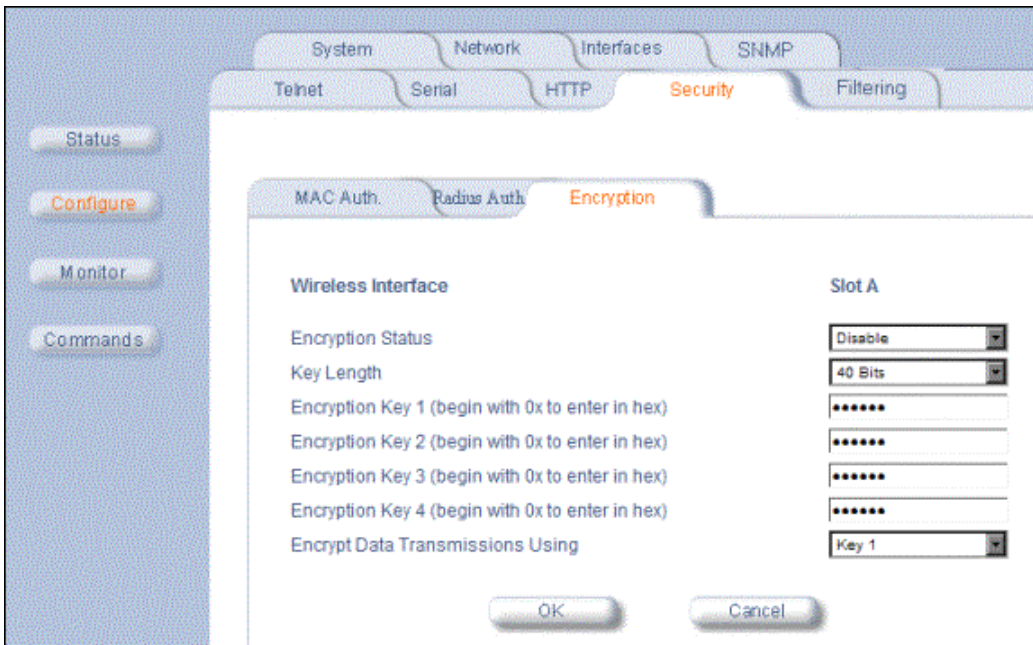 System Network Interfaces SNMP
Telnet Serial HTTP Security Filtering
Status
Configure
Monitor
Commands
MAC Auth. Radius Auth Encryption
Wireless Interface Slot A
Encryption Status Disable
Key Length 40 Bits
Encryption Key 1 (begin with 0x to enter in hex) ••••••
Encryption Key 2 (begin with 0x to enter in hex) ••••••
Encryption Key 3 (begin with 0x to enter in hex) ••••••
Encryption Key 4 (begin with 0x to enter in hex) ••••••
Encrypt Data Transmissions Using Key 1
OK Cancel